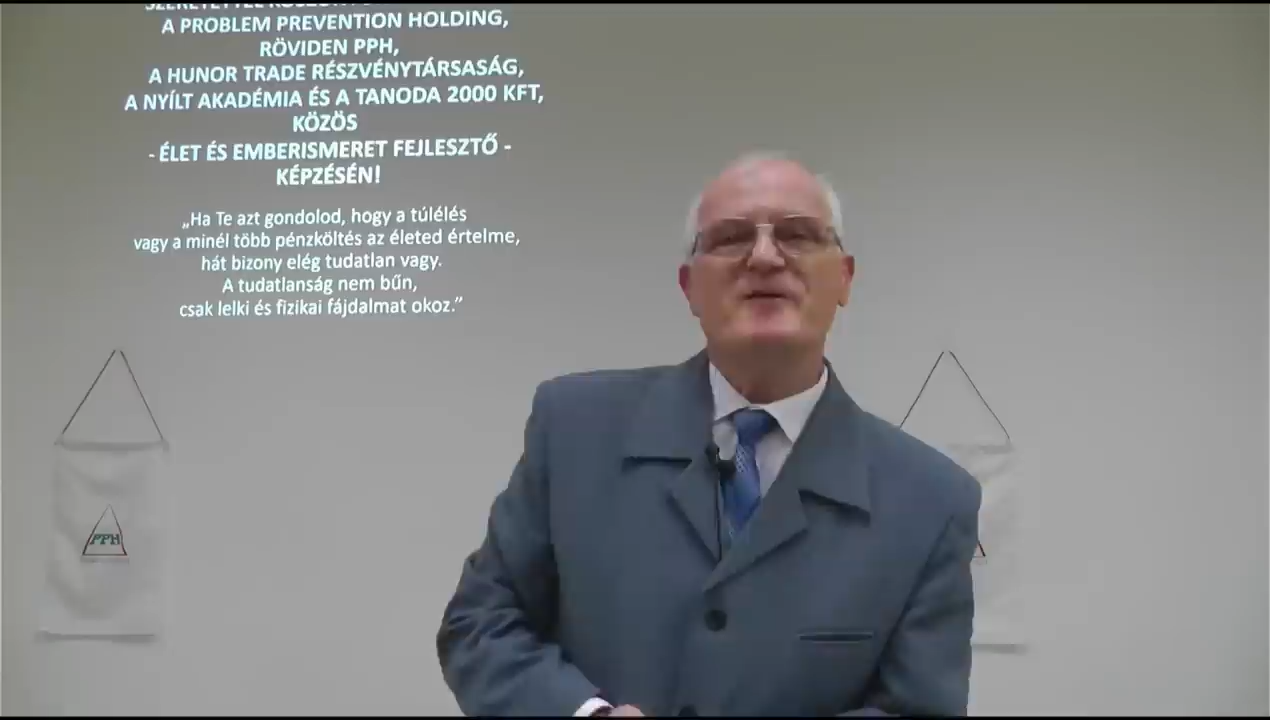 A PROBLEM PREVENTION HOLDING,
RÖVIDEN PPH,
A HUNOR TRADE RÉSZVÉNYTÁRSASÁG,
A NYÍLT AKADÉMIA ÉS A TANODA 2000 KFT,
KÖZÖS
- ÉLET ÉS EMBERISMERET FEJLESZTŐ -
KÉPZÉSÉN!
„Ha Te azt gondolod, hogy a túlélés
vagy a minél több pénzköltés az életed értelme,
hát bizony elég tudatlan vagy.
A tudatlanság nem bűn,
csak lelki és fizikai fájdalmat okoz.”
PPH